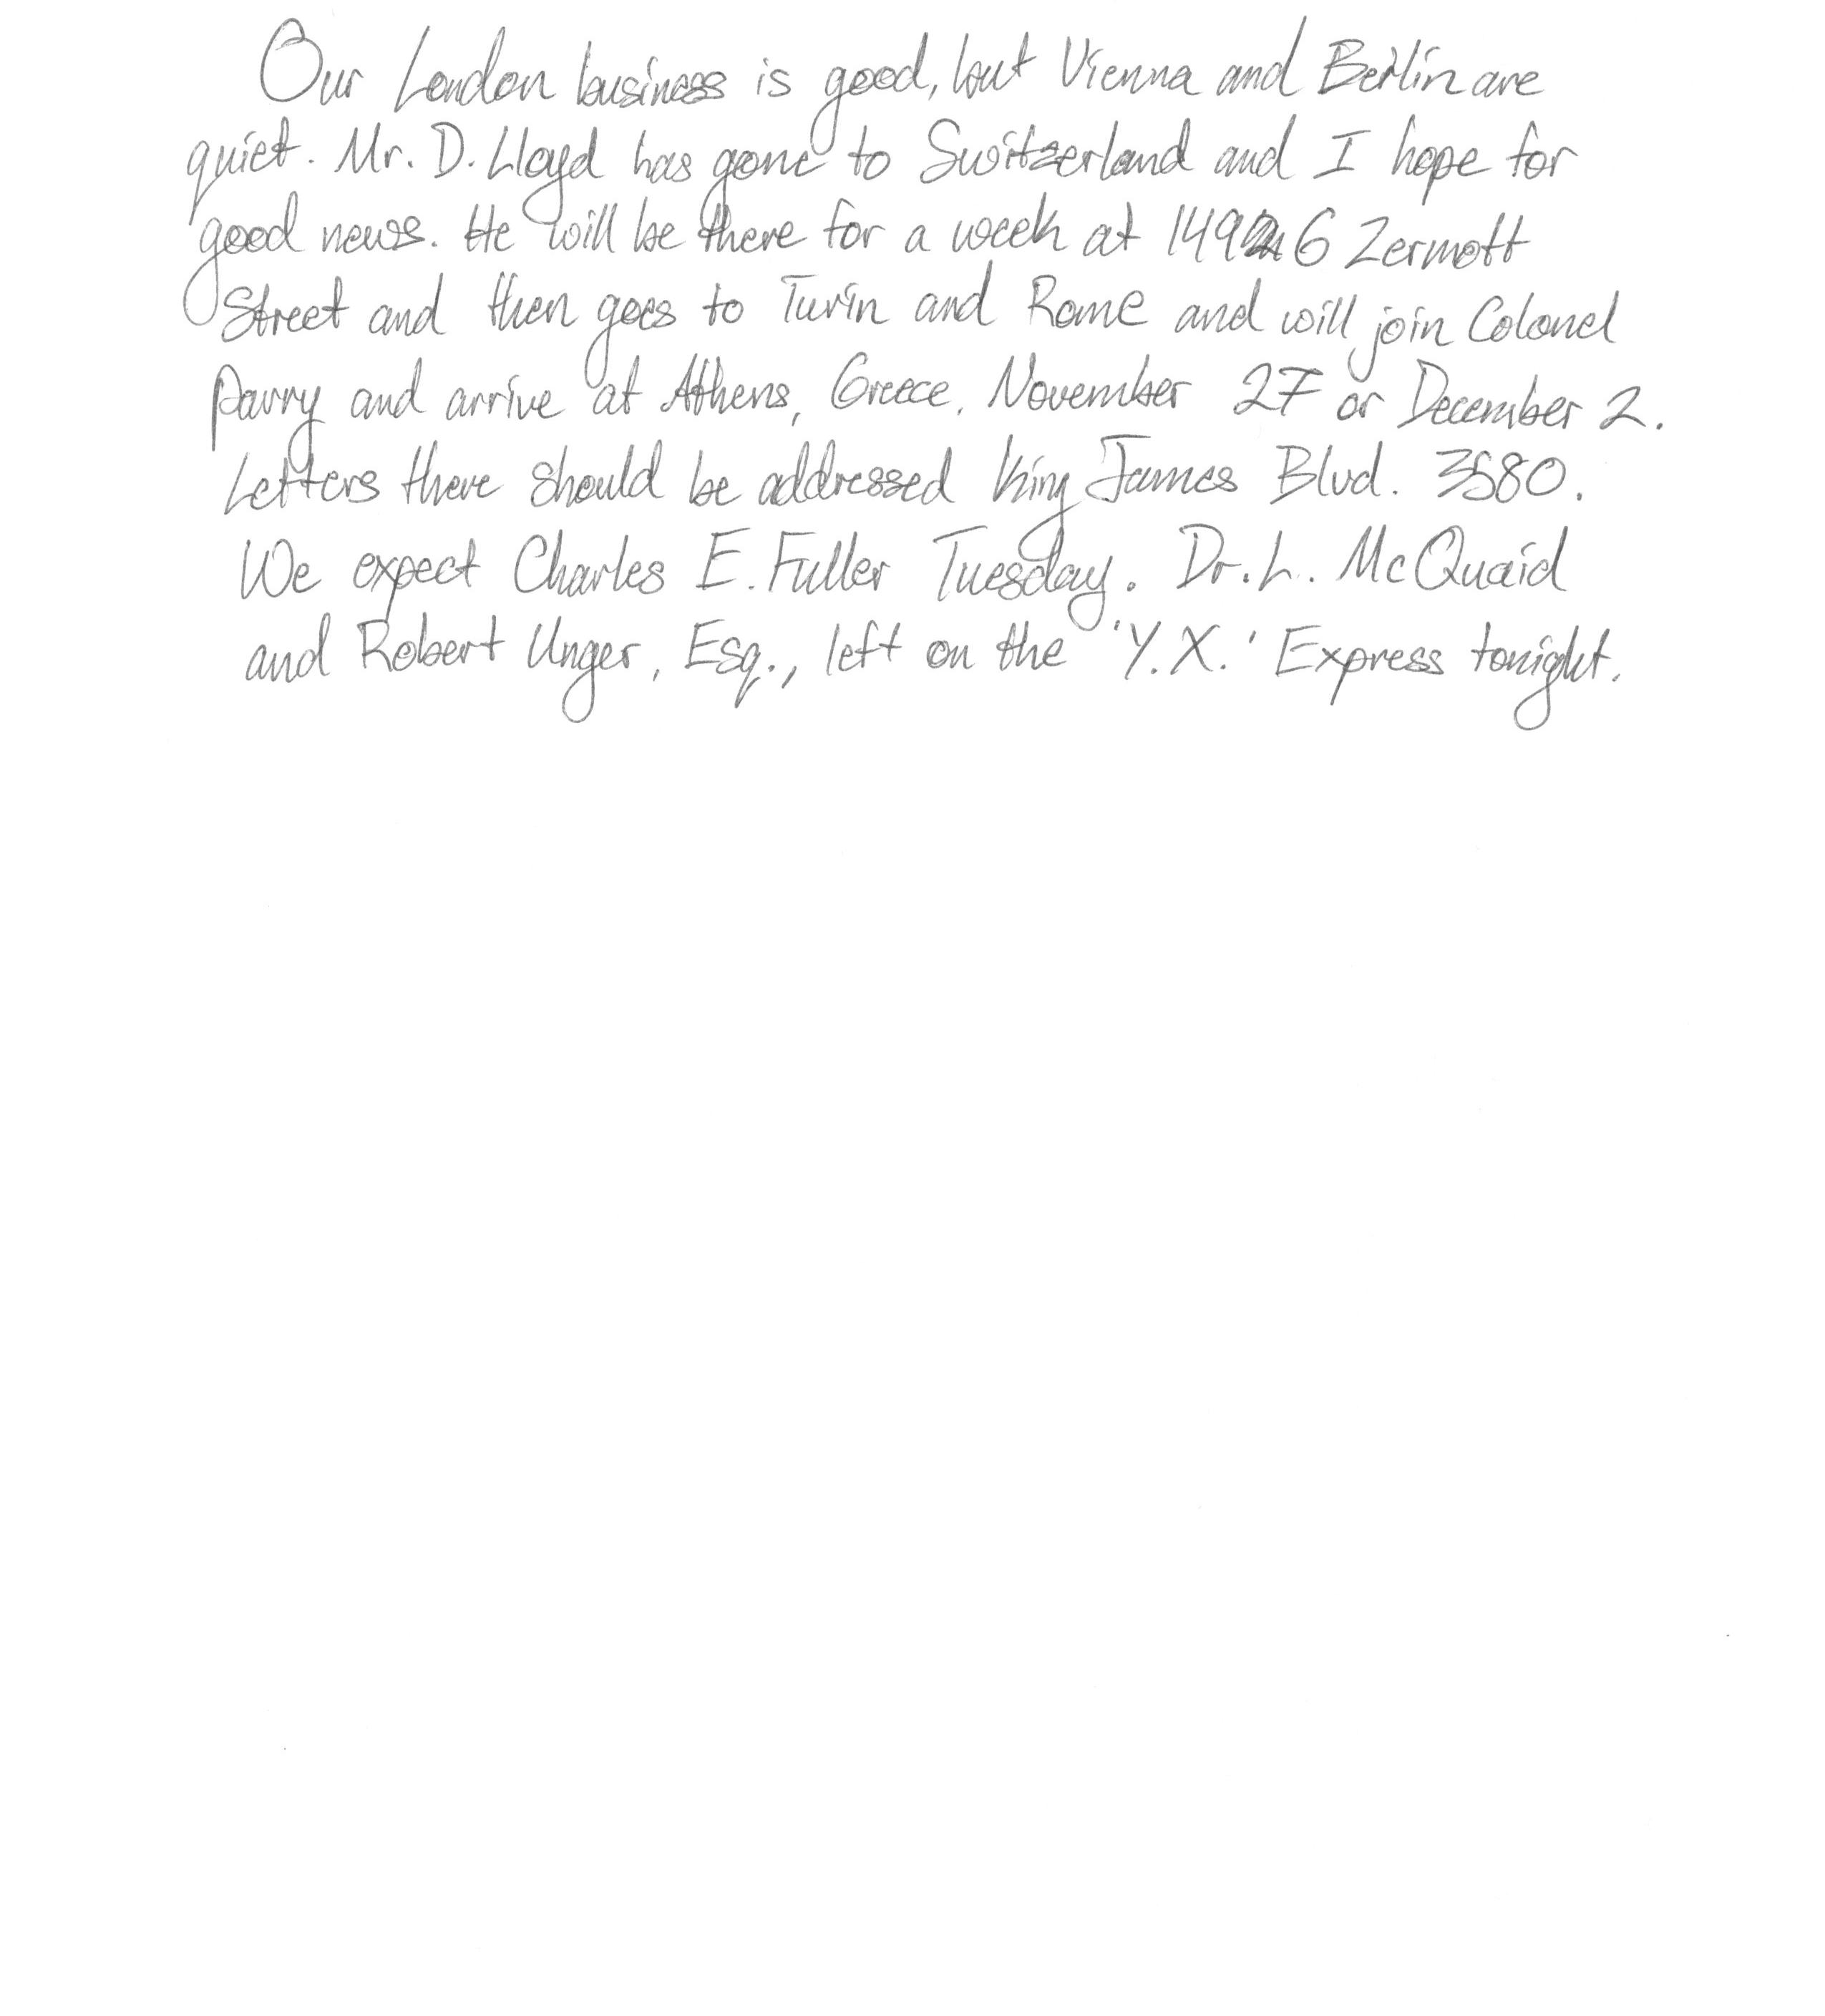 Our London business is good, but Vienna and Berlin are
quiet. Mr. D. Lloyd has gone to Switzerland and I hope for
good news. He will be there for a week at Zermott
Street and then goes to Turin and Rome and will join Colonel
Parry and arrive at Athens, Greece, November 27 or December 2.
Letters there should be addressed King James Blvd. 3580.
We expect Charles E. Fuller Tuesday. Dr. L. McQuaid
and Robert Unger, Esq., left on the 'Y.X.' Express tonight.